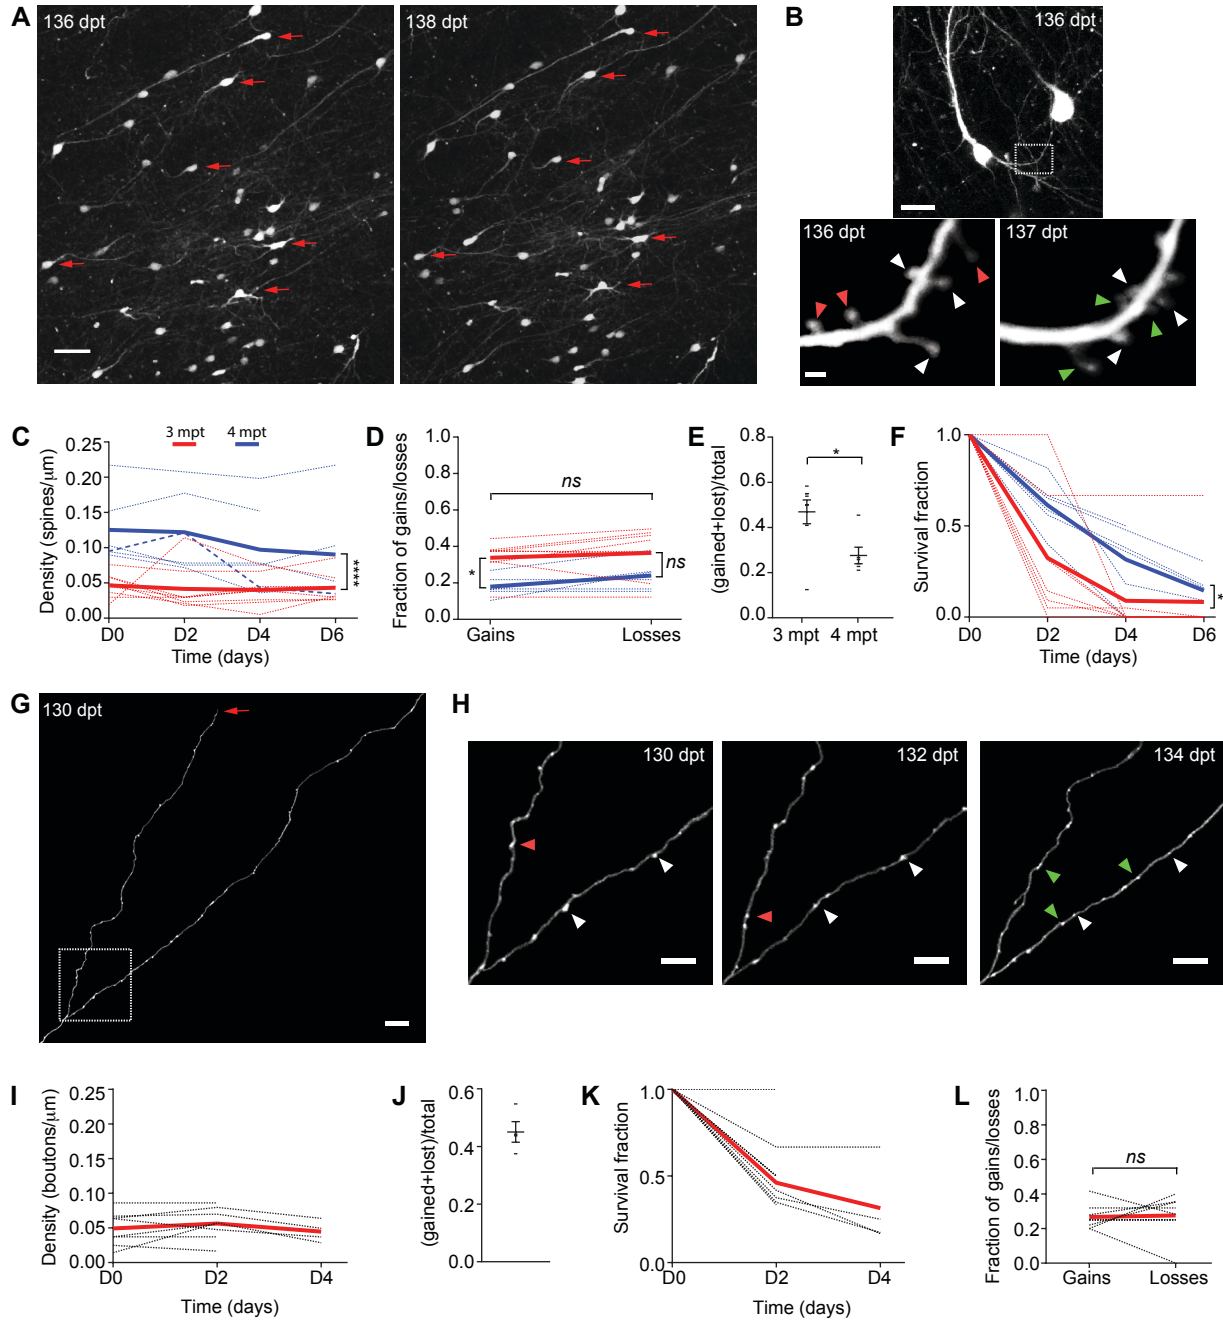 A
136 dpt
138 dpt
B
136 dpt
136 dpt
137 dpt
C
3 mpt
4 mpt
Density (spines/µm)
0.25
0.20
0.15
0.10
0.05
0.00
****
D0
D2
D4
D6
Time (days)
D
Fraction of gains/losses
1.0
0.8
0.6
0.4
0.2
0.0
ns
*
ns
Gains
Losses
E
(gained+lost)/total
0.8
0.6
0.4
0.2
0.0
*
3 mpt
4 mpt
F
Survival fraction
1.0
0.5
0.0
*
D0
D2
D4
D6
Time (days)
G
130 dpt
H
130 dpt
132 dpt
134 dpt
I
Density (boutons/µm)
0.25
0.20
0.15
0.10
0.05
0.00
D0
D2
D4
Time (days)
J
(gained+lost)/total
0.6
0.4
0.2
0.0
K
Survival fraction
1.0
0.5
0.0
D0
D2
D4
Time (days)
L
Fraction of gains/losses
1.0
0.8
0.6
0.4
0.2
0.0
ns
Gains
Losses